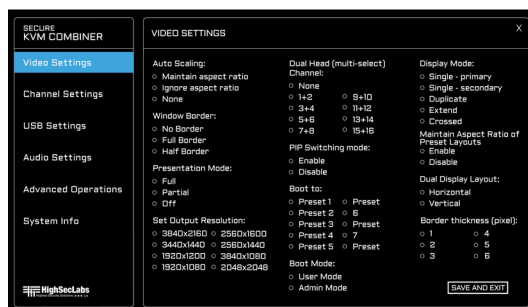 SECURE
KVM COMBINER
Video Settings
Channel Settings
USB Settings
Audio Settings
Advanced Operations
System Info
HighSecLabs
VIDEO SETTINGS
X
Auto Scaling:
Maintain aspect ratio
Ignore aspect ratio
None
Window Border:
No Border
Full Border
Half Border
Presentation Mode:
Full
Partial
Off
Set Output Resolution:
3840x2160 2560x1600
3440x1440 2560x1440
1920x1200 3840x1080
1920x1080 2048x2048
Dual Head (multi-select)
Channel:
None
1+2 9+10
3+4 11+12
5+6 13+14
7+8 15+16
PIP Switching mode:
Enable
Disable
Boot to:
Preset 1 Preset
Preset 2 6
Preset 3 Preset
Preset 4 7
Preset 5 Preset
Boot Mode:
User Mode
Admin Mode
Display Mode:
Single - primary
Single - secondary
Duplicate
Extend
Crossed
Maintain Aspect Ratio of
Preset Layouts
Enable
Disable
Dual Display Layout:
Horizontal
Vertical
Border thickness (pixel):
1 4
2 5
3 6
SAVE AND EXIT